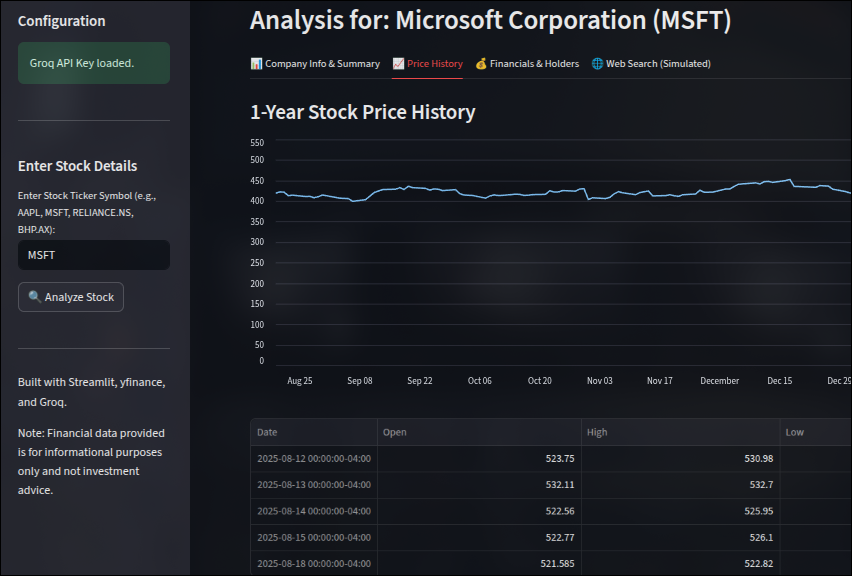 Configuration
Groq API Key loaded.
Enter Stock Details
Enter Stock Ticker Symbol (e.g.,
AAPL, MSFT, RELIANCE.NS,
BHP.AX):
MSFT
🔍 Analyze Stock
Built with Streamlit, yfinance,
and Groq.
Note: Financial data provided
is for informational purposes
only and not investment
advice.
Analysis for: Microsoft Corporation (MSFT)
📊 Company Info & Summary 📈 Price History 💰 Financials & Holders 🌐 Web Search (Simulated)
1-Year Stock Price History
550
500
450
400
350
300
250
200
150
100
50
0
Aug 25 Sep 08 Sep 22 Oct 06 Oct 20 Nov 03 Nov 17 December Dec 15 Dec 29
Date Open High Low
2025-08-12 00:00:00-04:00 523.75 530.98
2025-08-13 00:00:00-04:00 532.11 532.7
2025-08-14 00:00:00-04:00 522.56 525.95
2025-08-15 00:00:00-04:00 522.77 526.1
2025-08-18 00:00:00-04:00 521.585 522.82